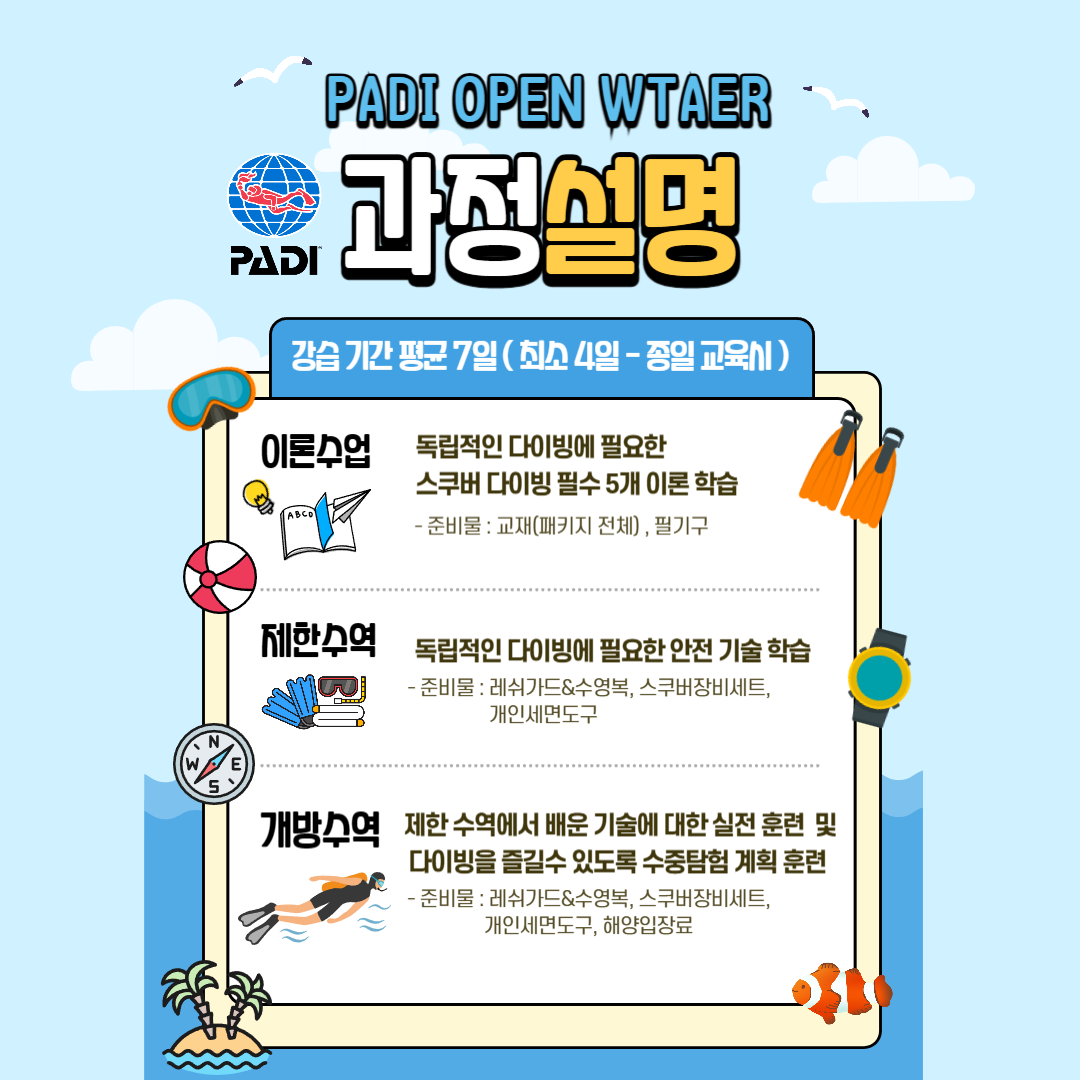 PADI OPEN WTAER
PADI™
과정설명
강습 기간 평균 7일 ( 최소 4일 - 종일 교육시 )
이론수업
독립적인 다이빙에 필요한
스쿠버 다이빙 필수 5개 이론 학습
- 준비물 : 교재(패키지 전체) , 필기구
ABCD
제한수역
독립적인 다이빙에 필요한 안전 기술 학습
- 준비물 : 레쉬가드&수영복, 스쿠버장비세트,
개인세면도구
N
W E
S
개방수역
제한 수역에서 배운 기술에 대한 실전 훈련 및
다이빙을 즐길수 있도록 수중탐험 계획 훈련
- 준비물 : 레쉬가드&수영복, 스쿠버장비세트,
개인세면도구, 해양입장료